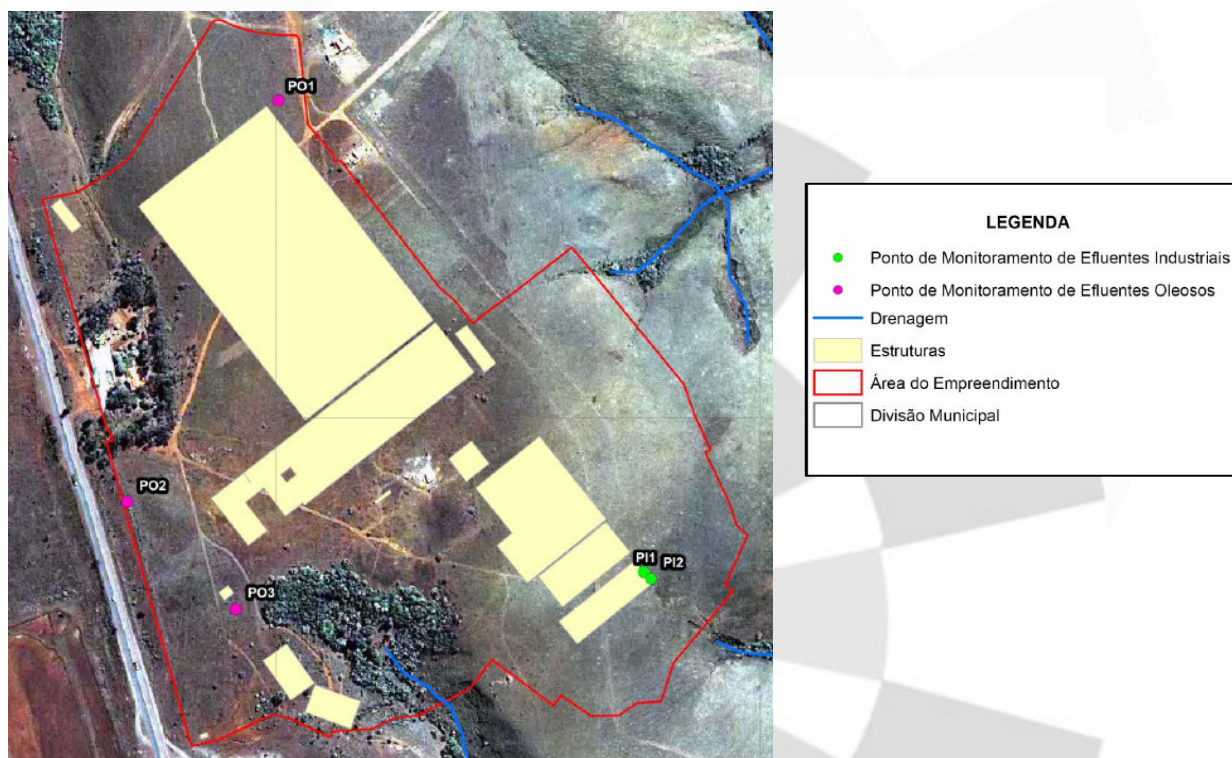 PO1
PO2
PO3
PI1
PI2
LEGENDA
Ponto de Monitoramento de Efluentes Industriais
Ponto de Monitoramento de Efluentes Oleosos
Drenagem
Estruturas
Área do Empreendimento
Divisão Municipal